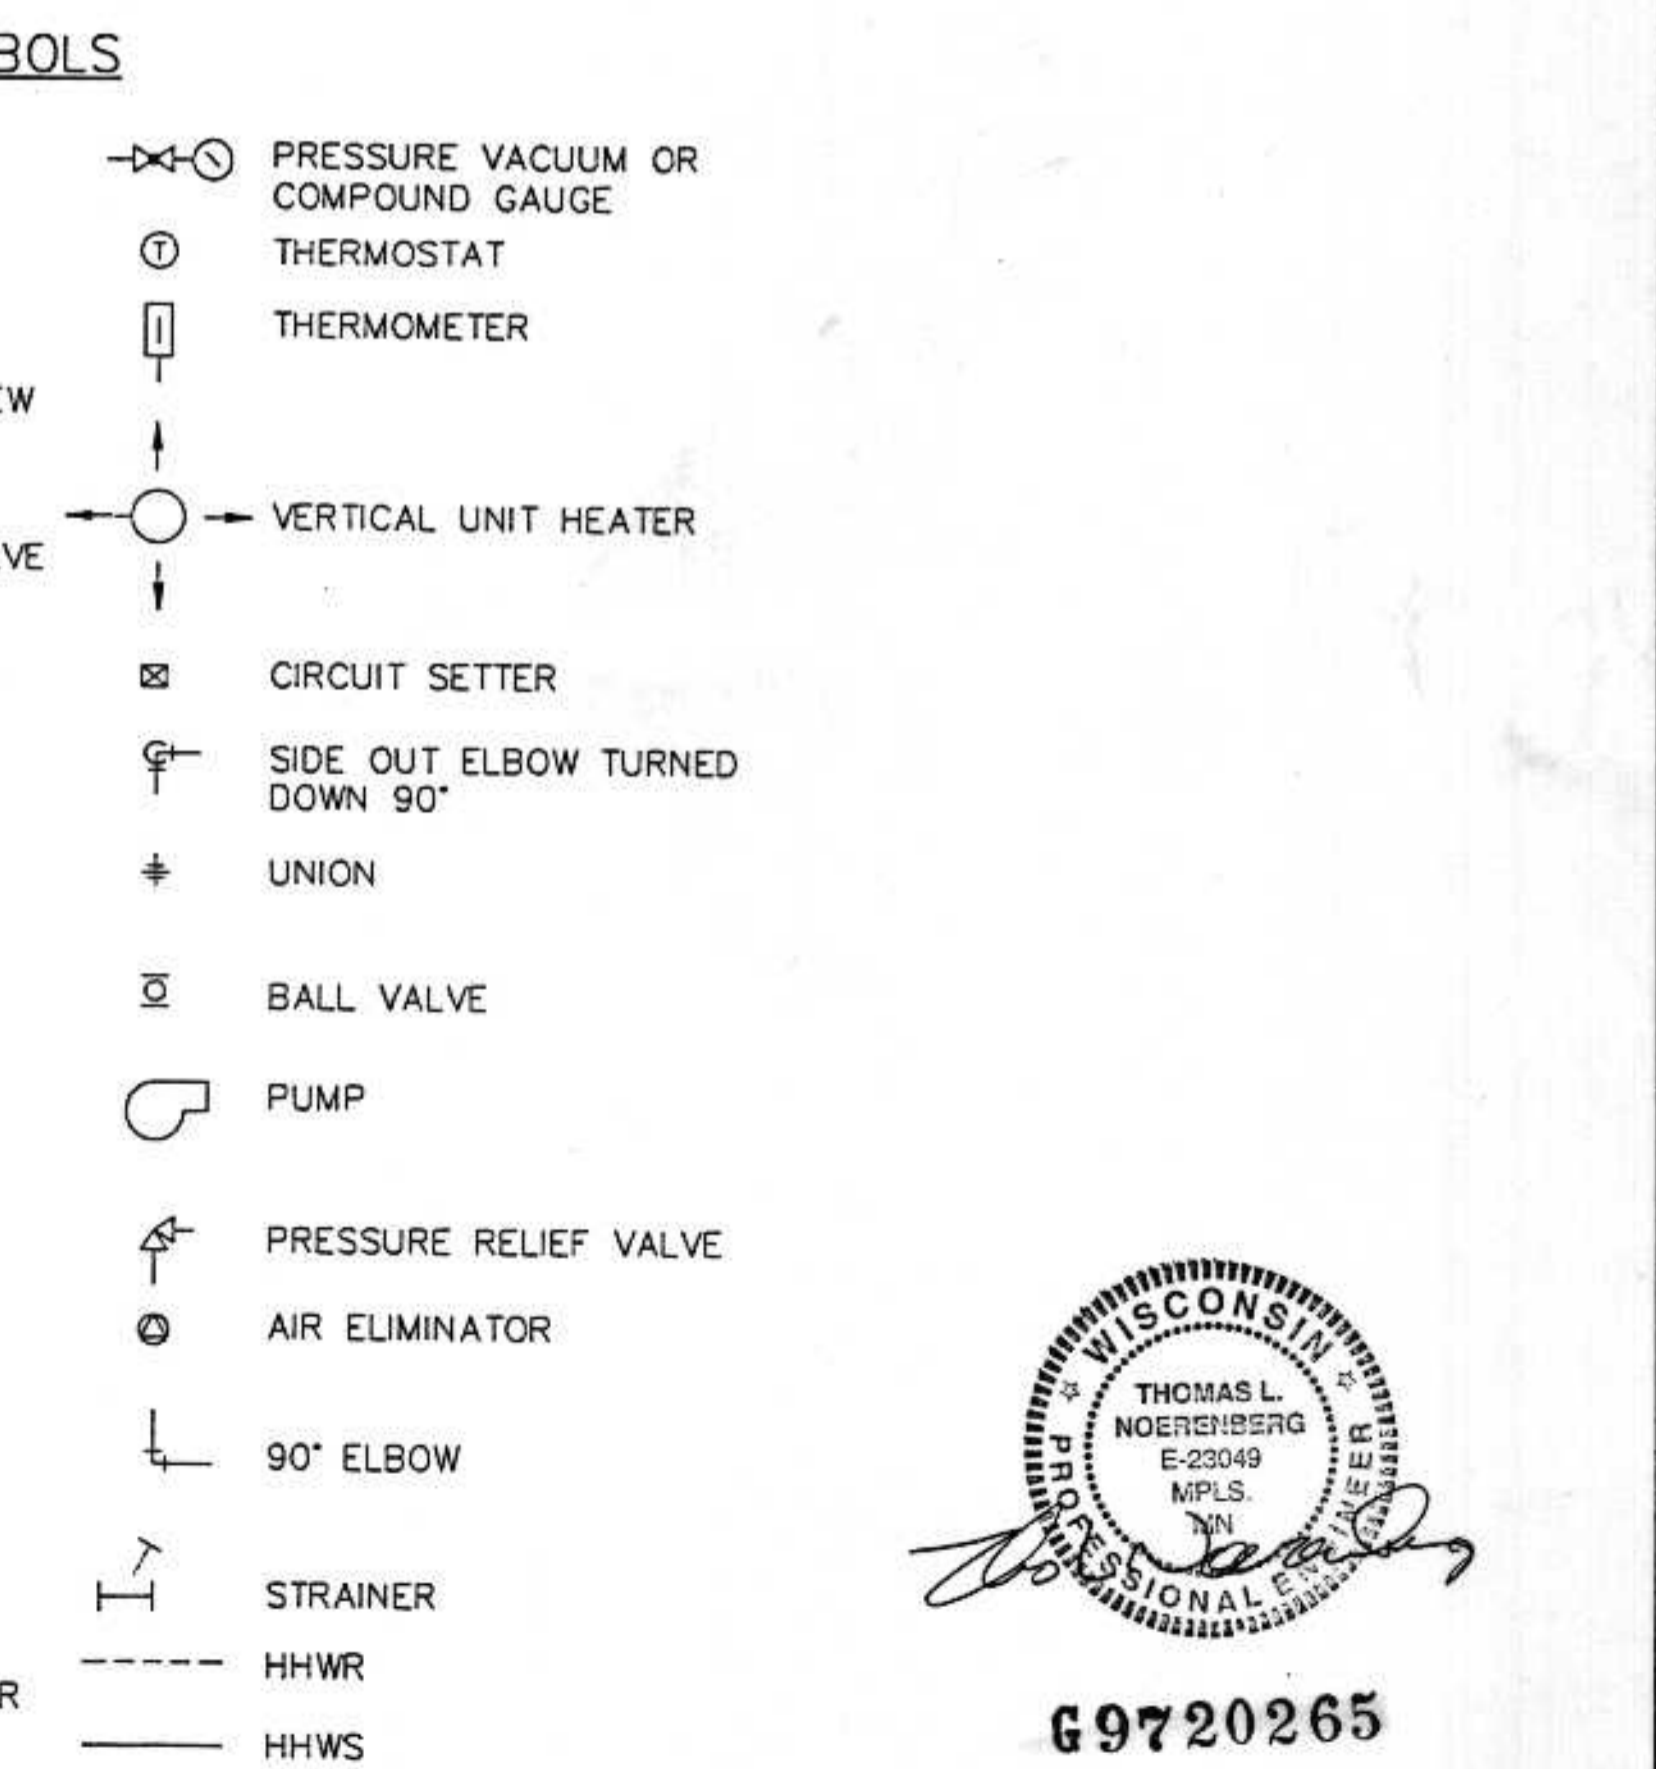 BOLS
PRESSURE VACUUM OR
COMPOUND GAUGE
T
THERMOSTAT
THERMOMETER
EW
VERTICAL UNIT HEATER
VE
CIRCUIT SETTER
SIDE OUT ELBOW TURNED
DOWN 90°
UNION
BALL VALVE
PUMP
PRESSURE RELIEF VALVE
AIR ELIMINATOR
90° ELBOW
STRAINER
HHWR
R
HHWS
WISCONSIN
THOMAS L.
NOERENBERG
E-23049
MPLS.
MN
PROFESSIONAL ENGINEER
G9720265